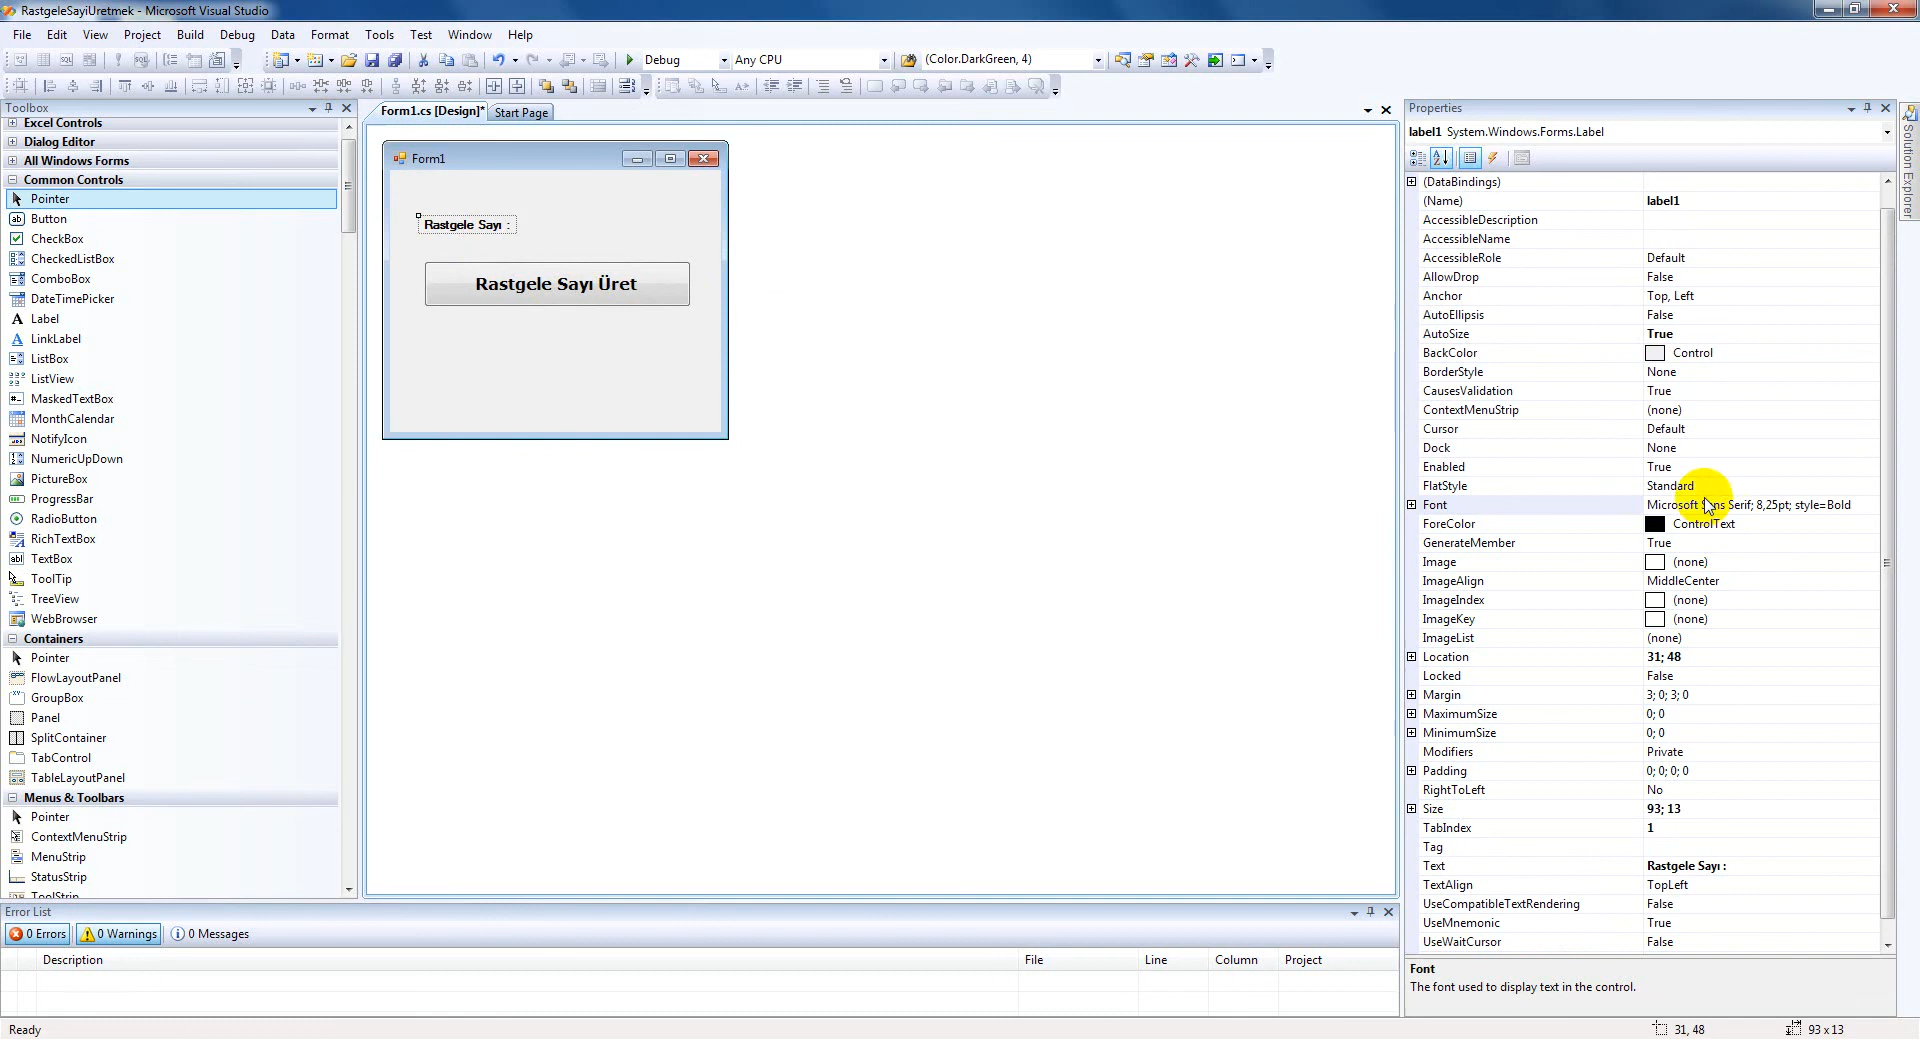 RastgeleSayiUretmek - Microsoft Visual Studio
File Edit View Project Build Debug Data Format Tools Test Window Help
Debug Any CPU (Color.DarkGreen, 4)
Toolbox
Excel Controls
Dialog Editor
All Windows Forms
Common Controls
Pointer
Button
CheckBox
CheckedListBox
ComboBox
DateTimePicker
Label
LinkLabel
ListBox
ListView
MaskedTextBox
MonthCalendar
NotifyIcon
NumericUpDown
PictureBox
ProgressBar
RadioButton
RichTextBox
TextBox
ToolTip
TreeView
WebBrowser
Containers
Pointer
FlowLayoutPanel
GroupBox
Panel
SplitContainer
TabControl
TableLayoutPanel
Menus & Toolbars
Pointer
ContextMenuStrip
MenuStrip
StatusStrip
ToolStrip
Form1.cs [Design]* Start Page
Form1
Rastgele Sayı :
Rastgele Sayı Üret
Properties
label1 System.Windows.Forms.Label
(DataBindings)
(Name) label1
AccessibleDescription
AccessibleName
AccessibleRole Default
AllowDrop False
Anchor Top, Left
AutoEllipsis False
AutoSize True
BackColor Control
BorderStyle None
CausesValidation True
ContextMenuStrip (none)
Cursor Default
Dock None
Enabled True
FlatStyle Standard
Font Microsoft Sans Serif; 8,25pt; style=Bold
ForeColor ControlText
GenerateMember True
Image (none)
ImageAlign MiddleCenter
ImageIndex (none)
ImageKey (none)
ImageList (none)
Location 31; 48
Locked False
Margin 3; 0; 3; 0
MaximumSize 0; 0
MinimumSize 0; 0
Modifiers Private
Padding 0; 0; 0; 0
RightToLeft No
Size 93; 13
TabIndex 1
Tag
Text Rastgele Sayı :
TextAlign TopLeft
UseCompatibleTextRendering False
UseMnemonic True
UseWaitCursor False
Font
The font used to display text in the control.
Solution Explorer
Error List
0 Errors 0 Warnings 0 Messages
Description File Line Column Project
Ready 31, 48 93 x 13